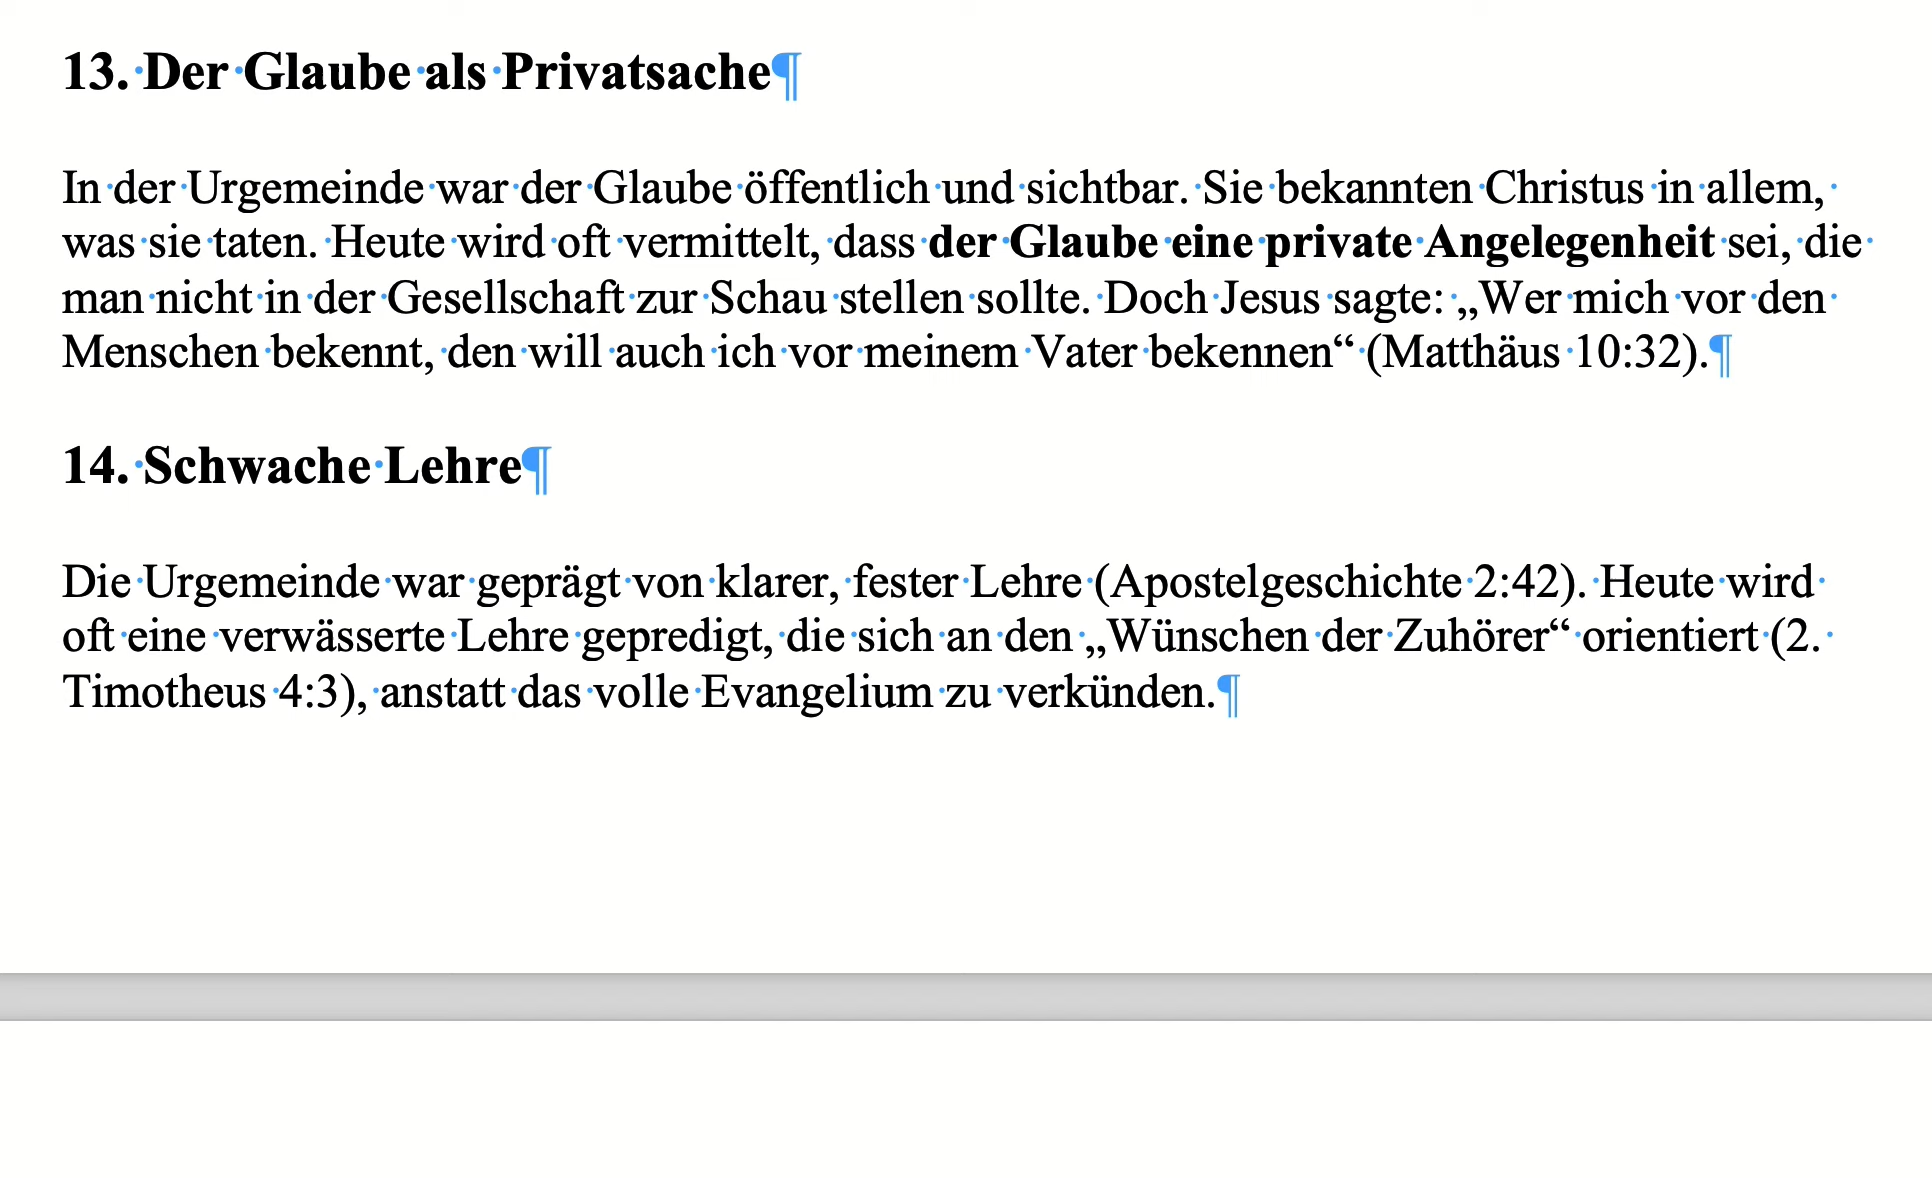 13. Der Glaube als Privatsache¶
In der Urgemeinde war der Glaube öffentlich und sichtbar. Sie bekannten Christus in allem,
was sie taten. Heute wird oft vermittelt, dass der Glaube eine private Angelegenheit sei, die
man nicht in der Gesellschaft zur Schau stellen sollte. Doch Jesus sagte: „Wer mich vor den
Menschen bekennt, den will auch ich vor meinem Vater bekennen“ (Matthäus 10:32).¶
14. Schwache Lehre¶
Die Urgemeinde war geprägt von klarer, fester Lehre (Apostelgeschichte 2:42). Heute wird
oft eine verwässerte Lehre gepredigt, die sich an den „Wünschen der Zuhörer“ orientiert (2.
Timotheus 4:3), anstatt das volle Evangelium zu verkünden.¶